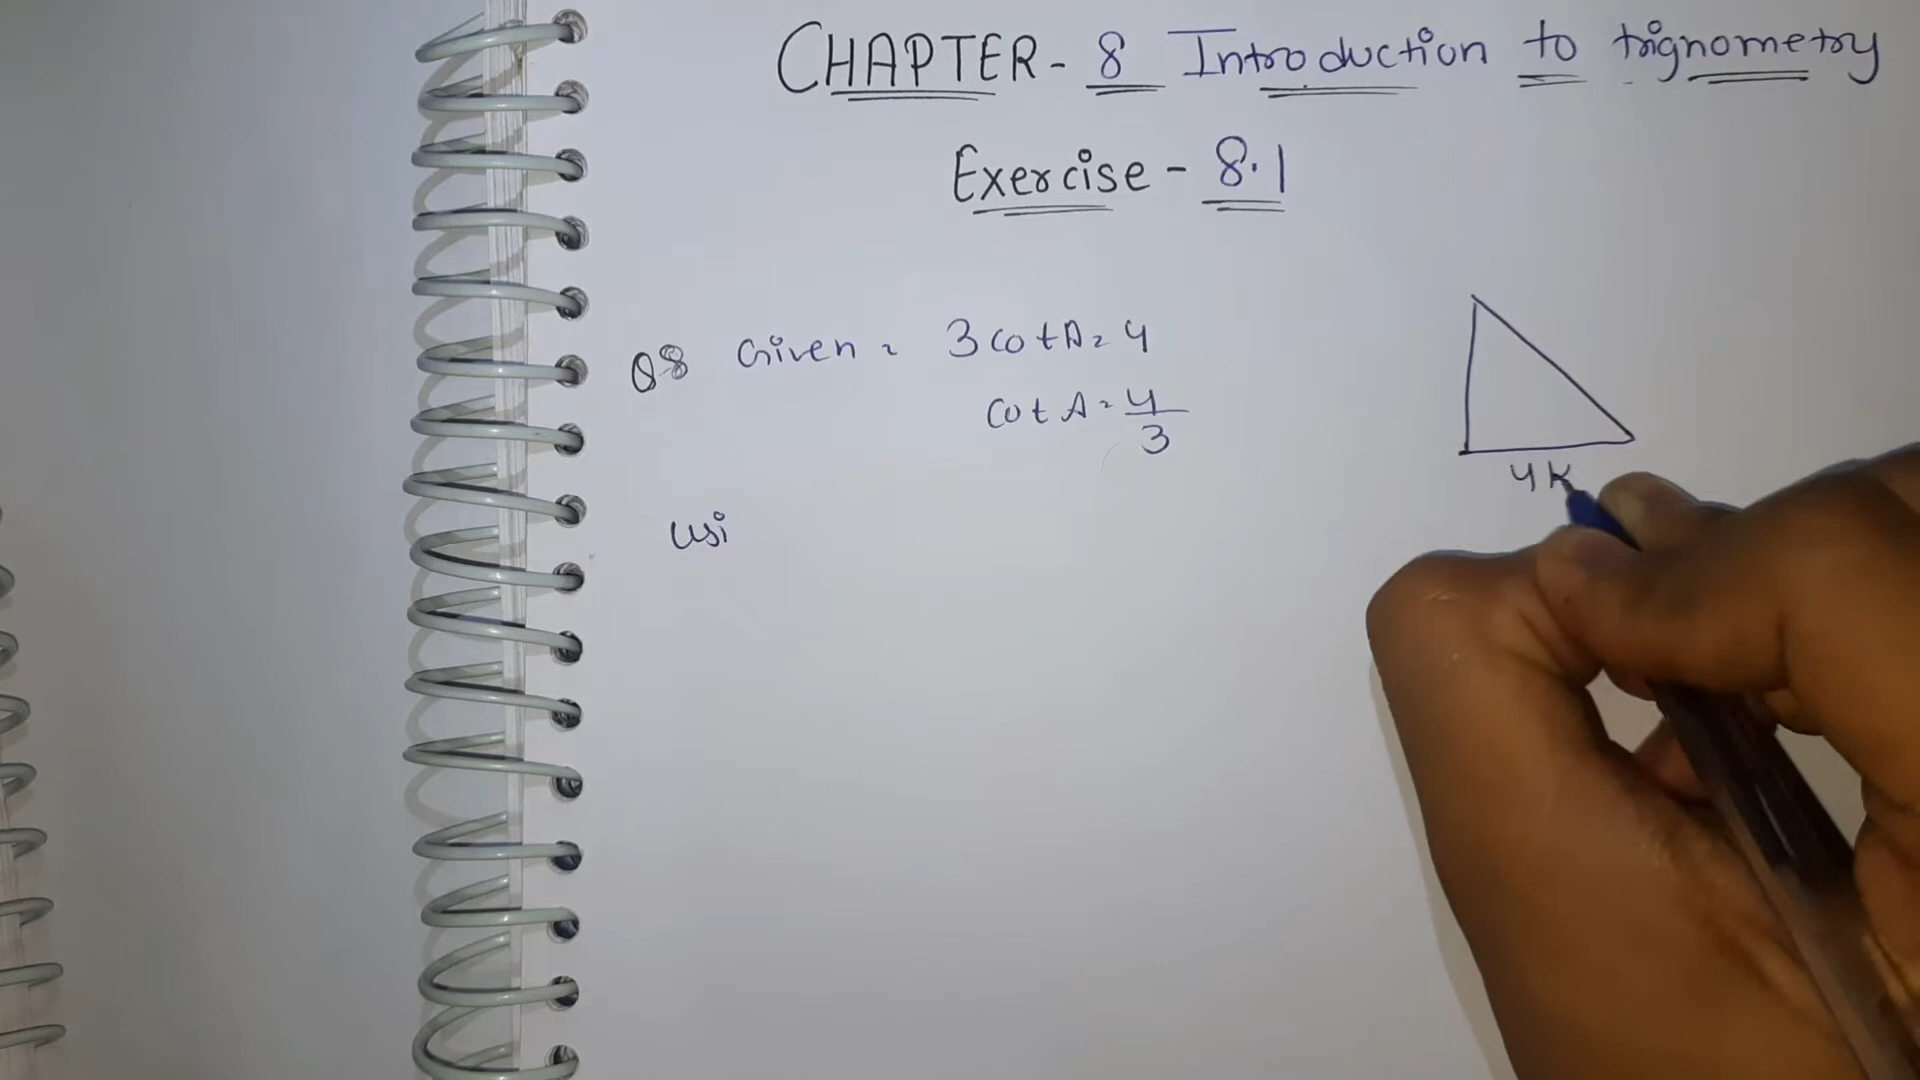 CHAPTER - 8 Introduction to trignometry
Exercise - 8.1
Q8 Given = 3 cot A = 4
cot A = 4
3
4K
Usi